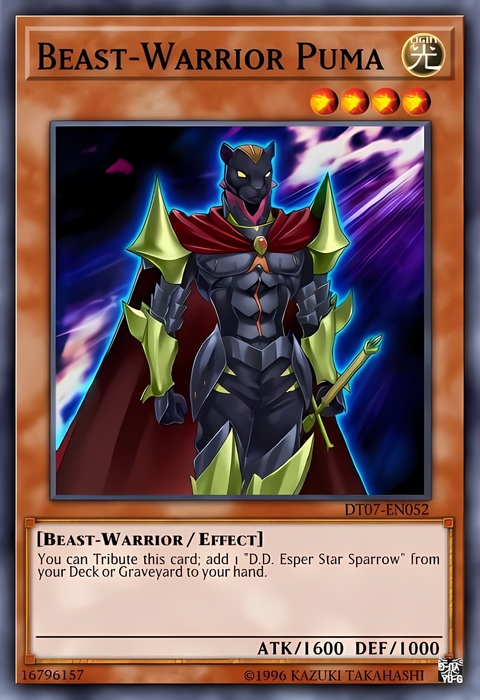 BEAST-WARRIOR PUMA
LIGHT
光
DT07-EN052
[BEAST-WARRIOR / EFFECT]
You can Tribute this card; add 1 "D.D. Esper Star Sparrow" from
your Deck or Graveyard to your hand.
ATK/1600 DEF/1000
16796157
©1996 KAZUKI TAKAHASHI